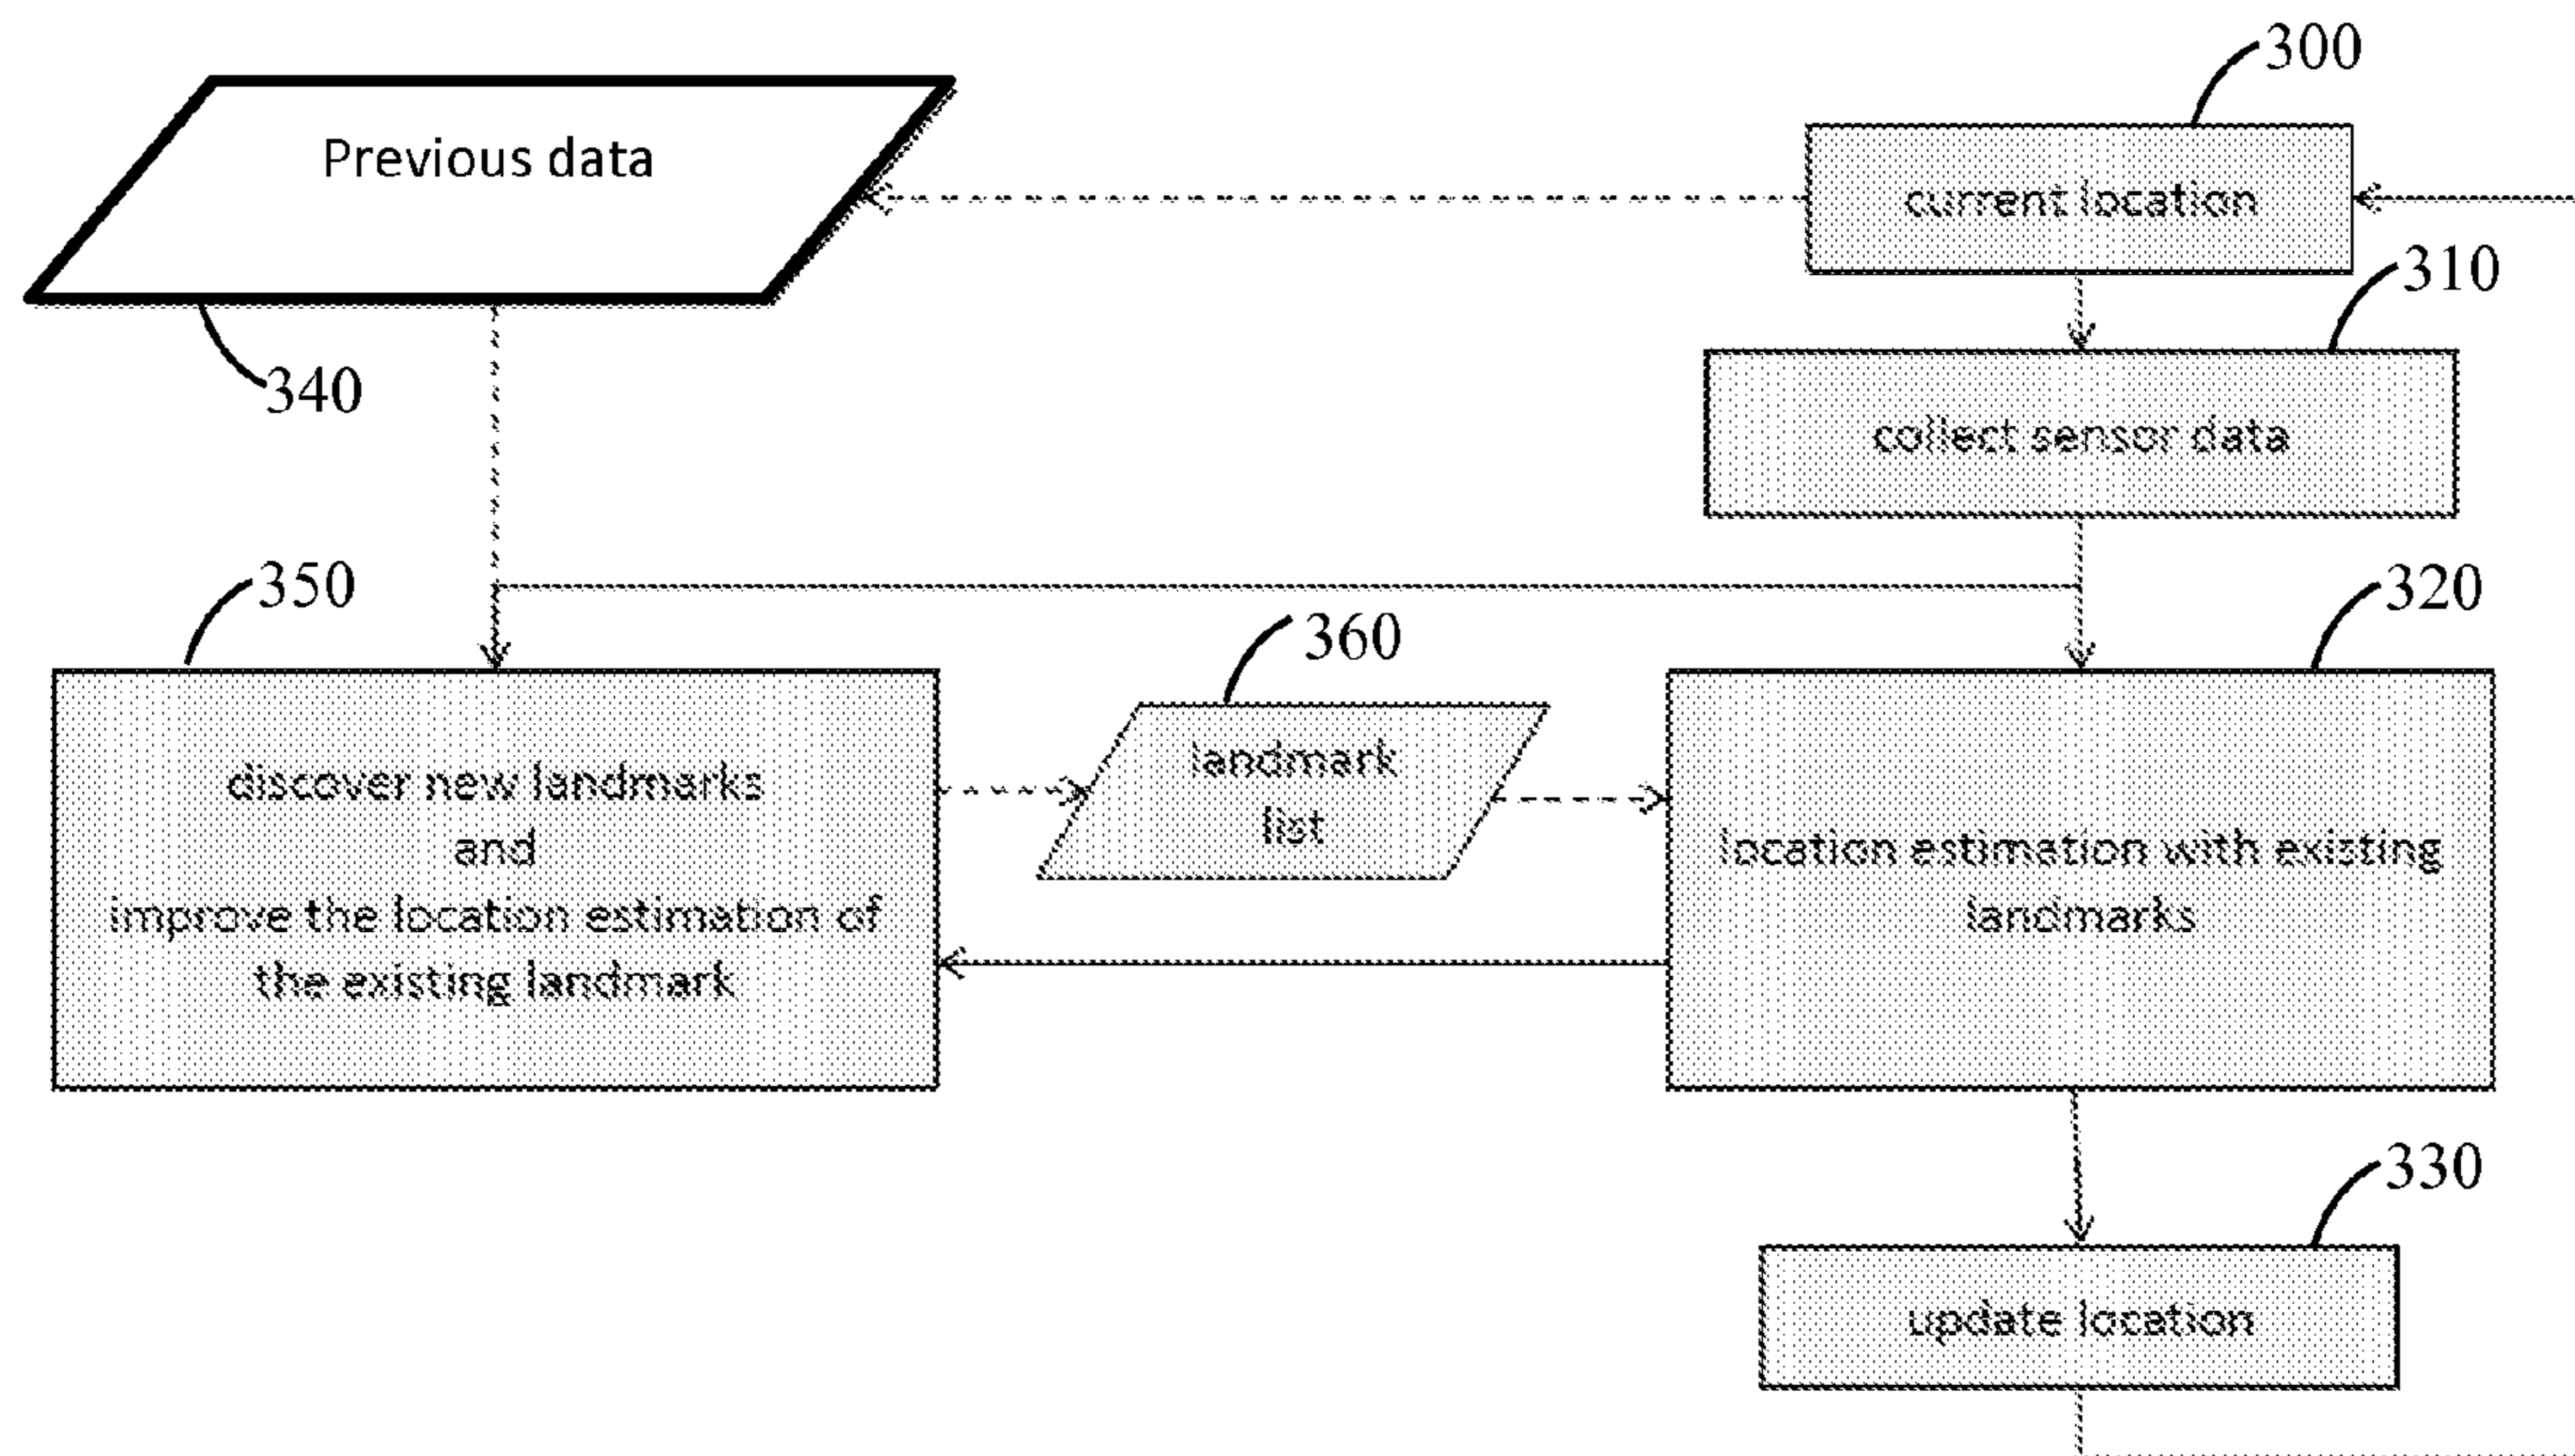 300
Previous data
current location
310
collect sensor data
340
350
320
360
landmark
list
discover new landmarks
and
improve the location estimation of
the existing landmark
location estimation with existing
landmarks
330
update location